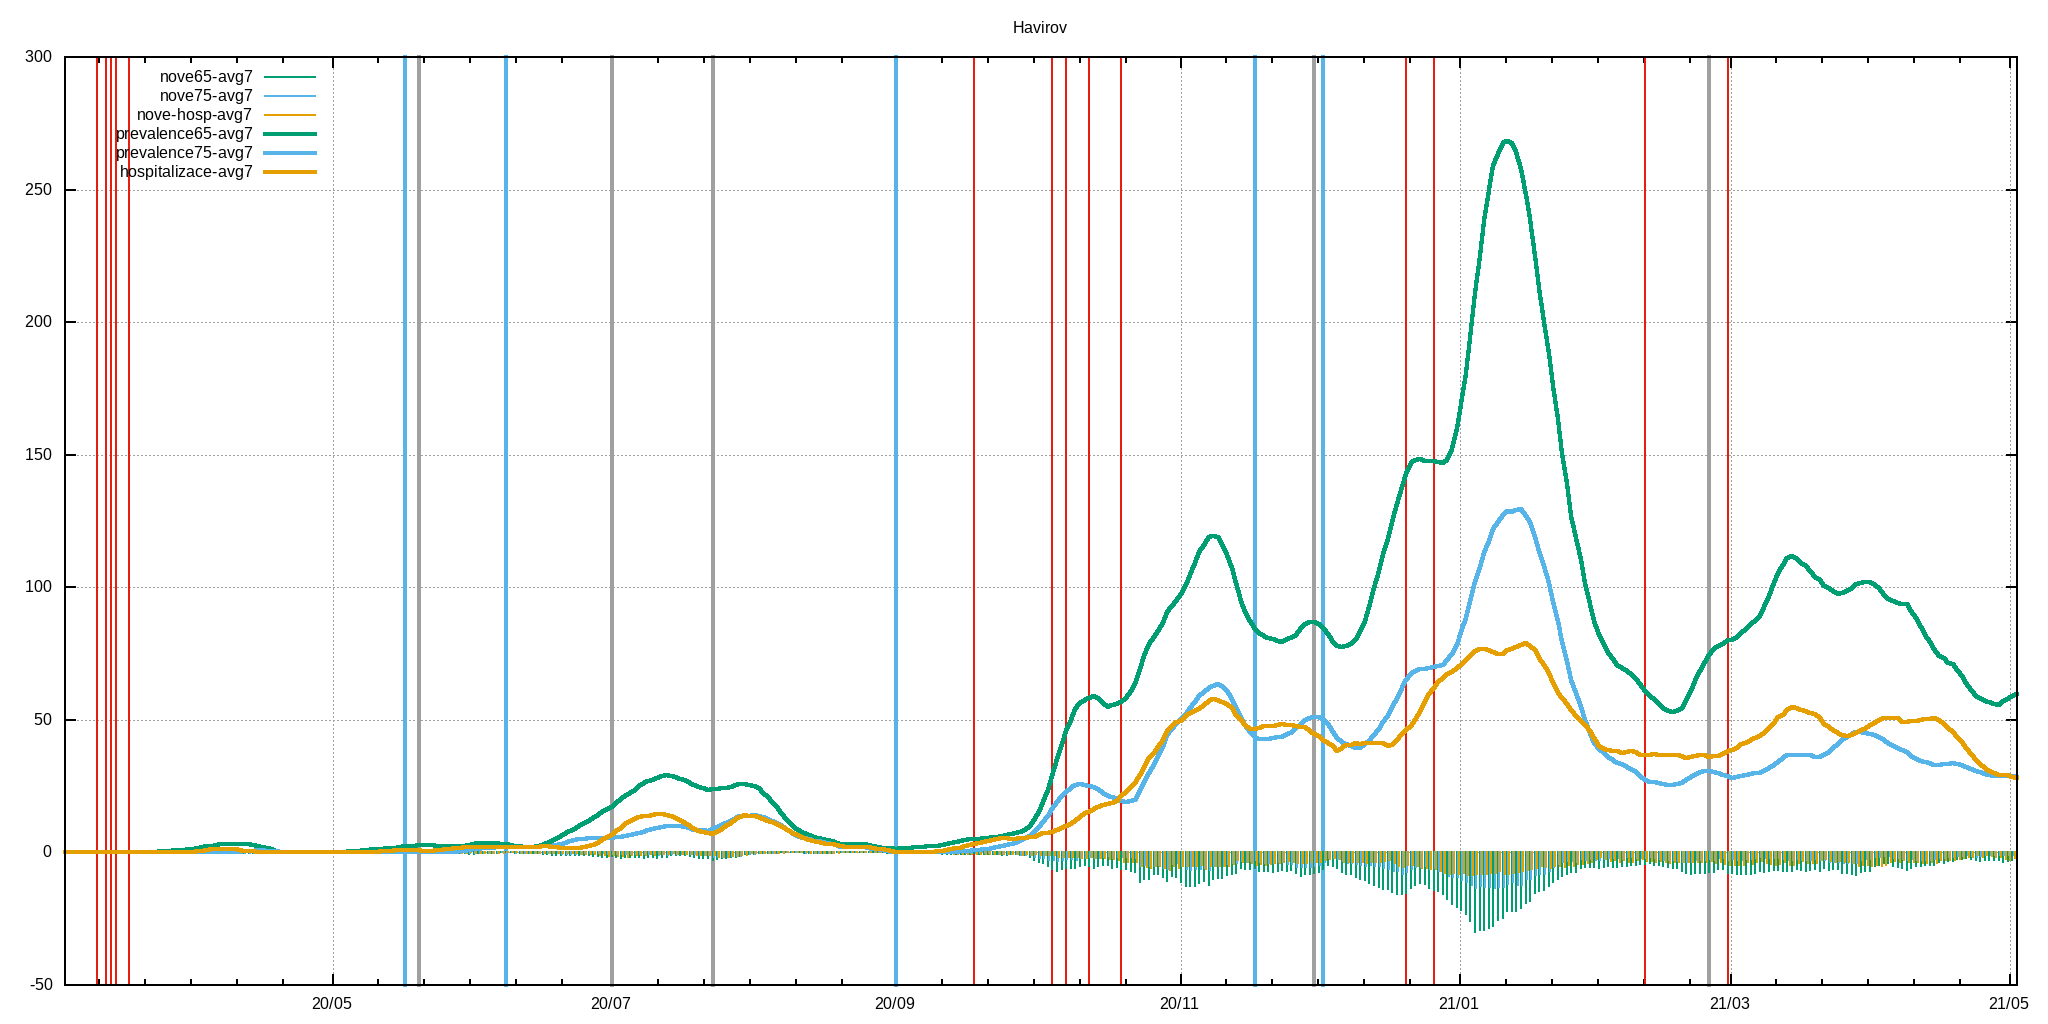 Havirov
300
nove65-avg7
nove75-avg7
nove-hosp-avg7
prevalence65-avg7
prevalence75-avg7
hospitalizace-avg7
250
200
150
100
50
0
-50
20/05 20/07 20/09 20/11 21/01 21/03 21/05